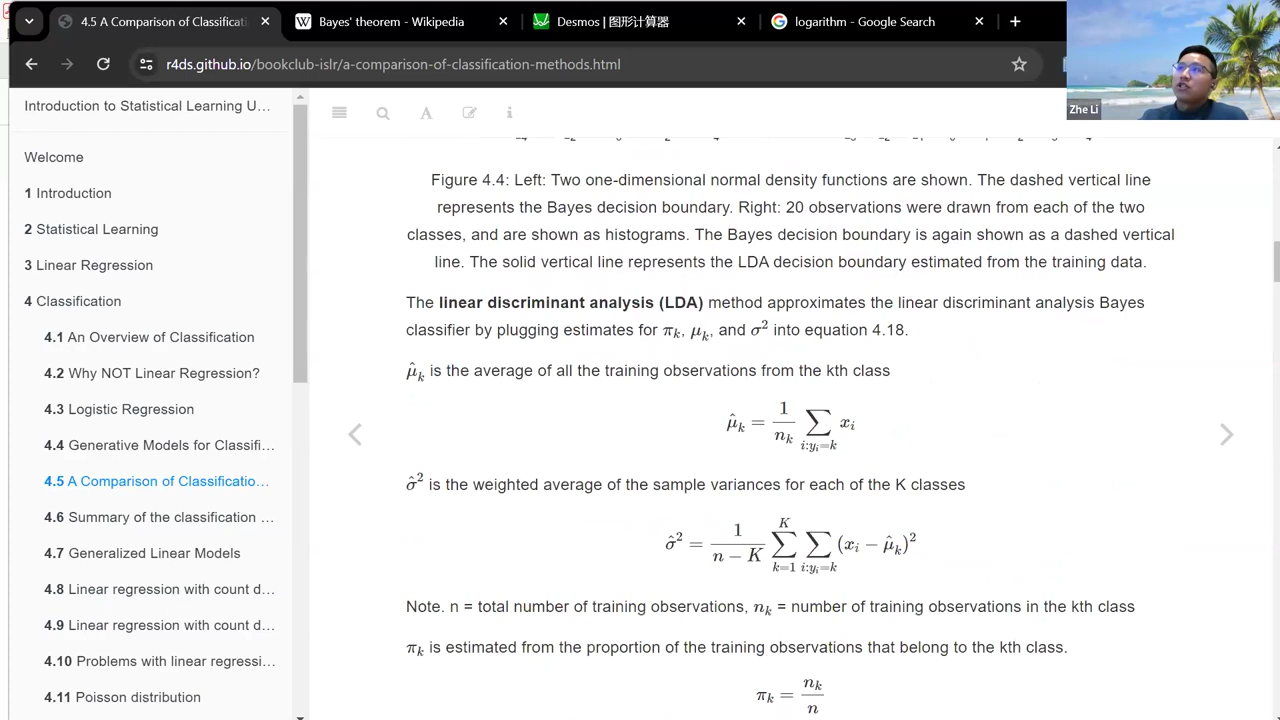 4.5 A Comparison of Classificati
Bayes' theorem - Wikipedia
Desmos | 图形计算器
logarithm - Google Search
r4ds.github.io/bookclub-islr/a-comparison-of-classification-methods.html
Zhe Li
Introduction to Statistical Learning U...
Welcome
1 Introduction
2 Statistical Learning
3 Linear Regression
4 Classification
4.1 An Overview of Classification
4.2 Why NOT Linear Regression?
4.3 Logistic Regression
4.4 Generative Models for Classifi...
4.5 A Comparison of Classificatio...
4.6 Summary of the classification ...
4.7 Generalized Linear Models
4.8 Linear regression with count d...
4.9 Linear regression with count d...
4.10 Problems with linear regressi...
4.11 Poisson distribution
Figure 4.4: Left: Two one-dimensional normal density functions are shown. The dashed vertical line
represents the Bayes decision boundary. Right: 20 observations were drawn from each of the two
classes, and are shown as histograms. The Bayes decision boundary is again shown as a dashed vertical
line. The solid vertical line represents the LDA decision boundary estimated from the training data.
The linear discriminant analysis (LDA) method approximates the linear discriminant analysis Bayes
classifier by plugging estimates for π_k, μ_k, and σ² into equation 4.18.
μ̂_k is the average of all the training observations from the kth class
μ̂_k = 1/n_k ∑_{i:y_i=k} x_i
σ̂² is the weighted average of the sample variances for each of the K classes
σ̂² = 1/(n − K) ∑_{k=1}^{K} ∑_{i:y_i=k} (x_i − μ̂_k)²
Note. n = total number of training observations, n_k = number of training observations in the kth class
π_k is estimated from the proportion of the training observations that belong to the kth class.
π_k = n_k/n